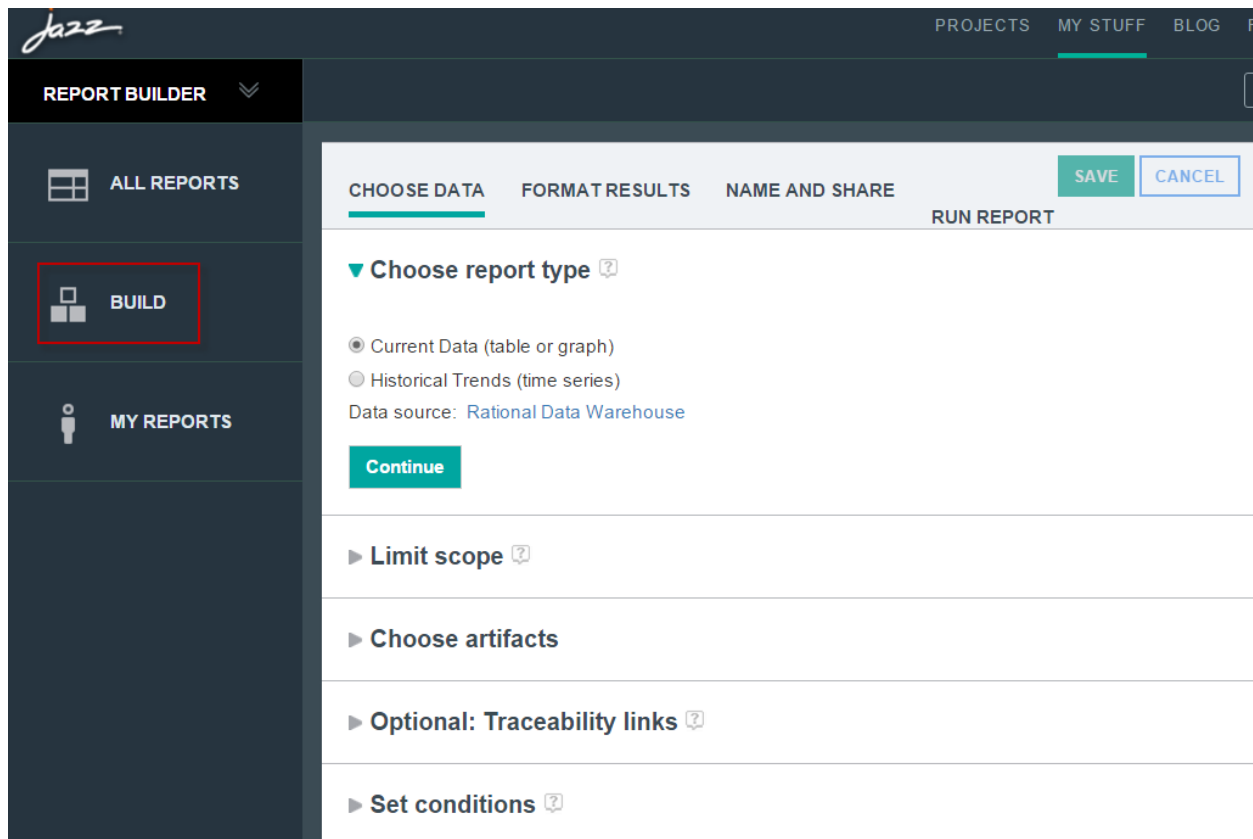 Jazz
PROJECTS MY STUFF BLOG
REPORT BUILDER
ALL REPORTS
BUILD
MY REPORTS
CHOOSE DATA FORMAT RESULTS NAME AND SHARE RUN REPORT SAVE CANCEL
Choose report type ?
Current Data (table or graph)
Historical Trends (time series)
Data source: Rational Data Warehouse
Continue
Limit scope ?
Choose artifacts
Optional: Traceability links ?
Set conditions ?